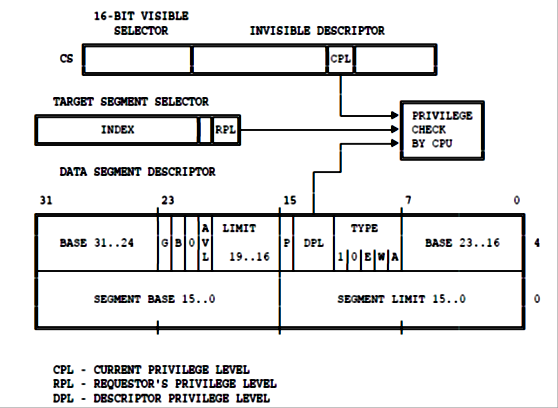 16-BIT VISIBLE
SELECTOR
INVISIBLE DESCRIPTOR
CS
CPL
TARGET SEGMENT SELECTOR
INDEX
RPL
PRIVILEGE
CHECK
BY CPU
DATA SEGMENT DESCRIPTOR
31 23 15 7 0
BASE 31..24
G B 0
A
V
L
LIMIT
19..16
P
DPL
TYPE
1 0 E W A
BASE 23..16
4
SEGMENT BASE 15..0
SEGMENT LIMIT 15..0
0
CPL - CURRENT PRIVILEGE LEVEL
RPL - REQUESTOR'S PRIVILEGE LEVEL
DPL - DESCRIPTOR PRIVILEGE LEVEL